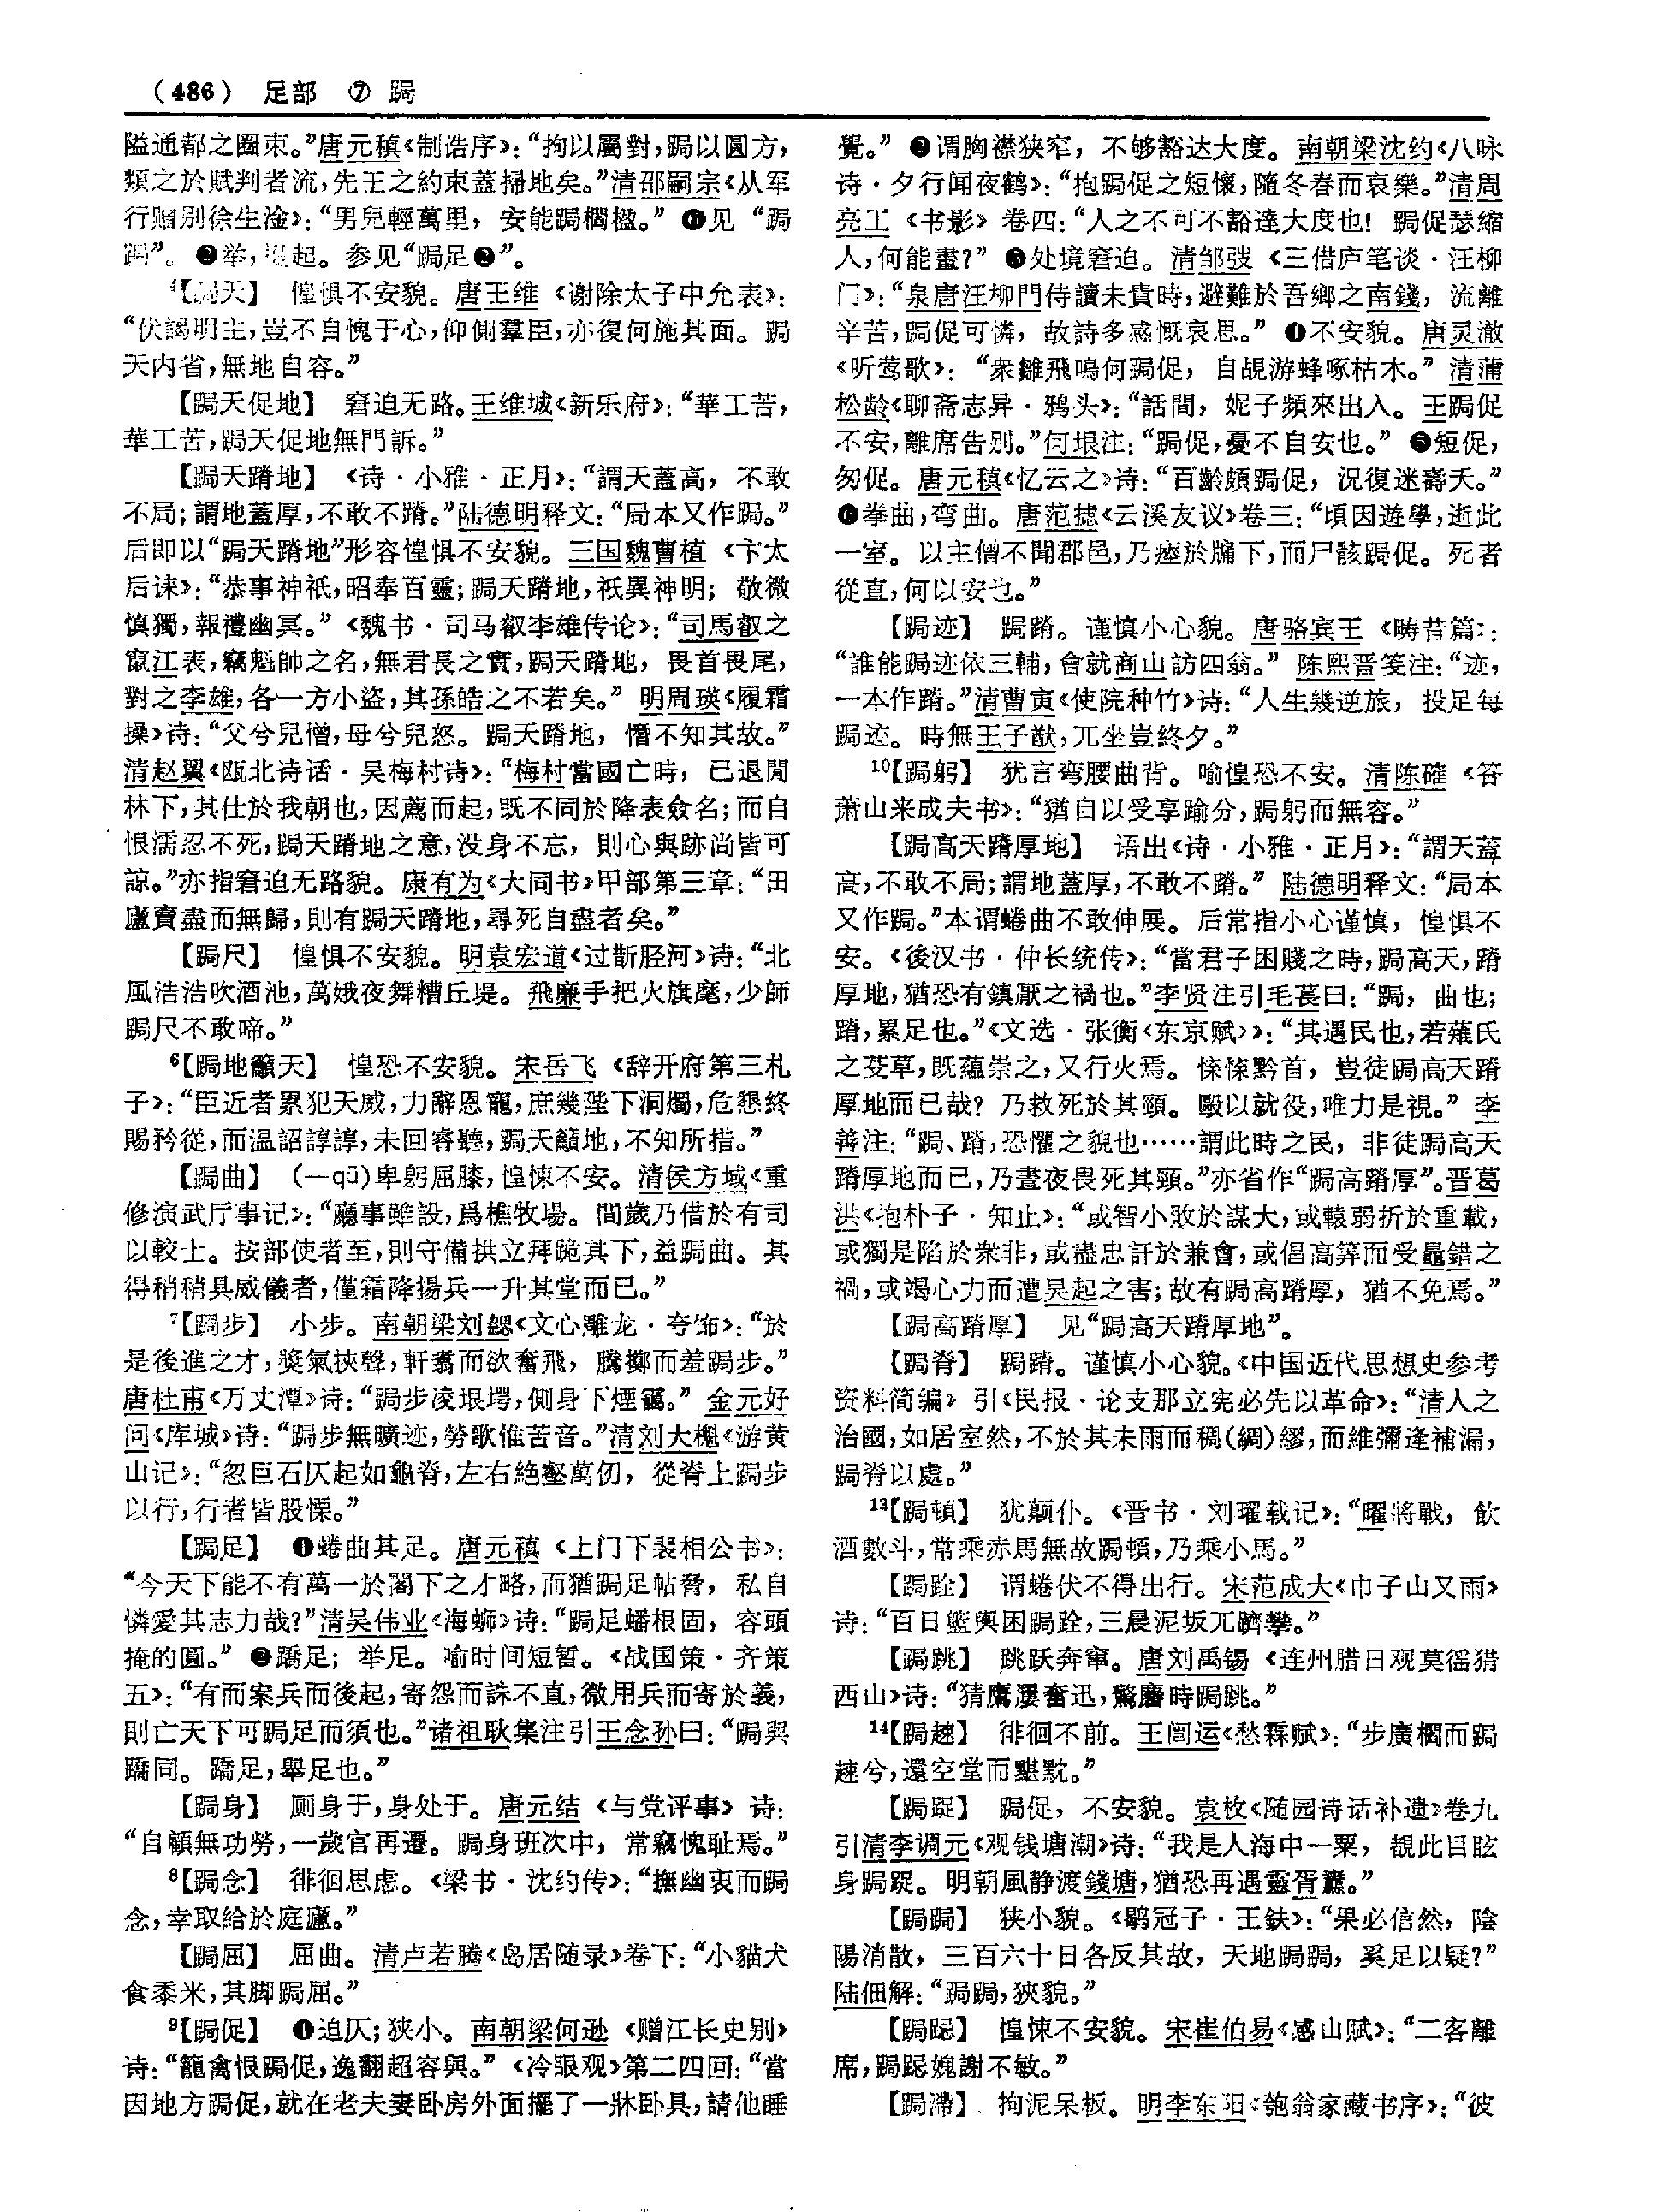 （486） 足部 ⑦ 跼
隘通都之圈束。”唐元稹《制诰序》：“拘以屬對，跼以圓方，
類之於賦判者流，先王之約束蓋掃地矣。”清邵嗣宗《从军
行赠别徐生淦》：“男兒輕萬里，安能跼櫩楹。” ❻见“跼
跼”。 ❷举，提起。参见“跼足❷”。
4【跼天】 惶惧不安貌。唐王维《谢除太子中允表》：
“伏謁明主，豈不自愧于心，仰側羣臣，亦復何施其面。跼
天内省，無地自容。”
【跼天促地】 窘迫无路。王维城《新乐府》：“華工苦，
華工苦，跼天促地無門訴。”
【跼天蹐地】 《诗·小雅·正月》：“謂天蓋高，不敢
不局；謂地蓋厚，不敢不蹐。”陆德明释文：“局本又作跼。”
后即以“跼天蹐地”形容惶惧不安貌。三国魏曹植《卞太
后诔》：“恭事神祇，昭奉百靈；跼天蹐地，祇異神明；敬微
慎獨，報禮幽冥。”《魏书·司马叡李雄传论》：“司馬叡之
竄江表，竊魁帥之名，無君長之實，跼天蹐地，畏首畏尾，
對之李雄，各一方小盜，其孫皓之不若矣。”明周瑛《履霜
操》诗：“父兮兒憎，母兮兒怒。跼天蹐地，憯不知其故。”
清赵翼《瓯北诗话·吴梅村诗》：“梅村當國亡時，已退閒
林下，其仕於我朝也，因薦而起，既不同於降表僉名；而自
恨濡忍不死，跼天蹐地之意，没身不忘，則心與跡尚皆可
諒。”亦指窘迫无路貌。康有为《大同书》甲部第三章：“田
廬賣盡而無歸，則有跼天蹐地，尋死自盡者矣。”
【跼尺】 惶惧不安貌。明袁宏道《过斮胫河》诗：“北
風浩浩吹酒池，萬娥夜舞糟丘堤。飛廉手把火旗麾，少師
跼尺不敢啼。”
6【跼地籲天】 惶恐不安貌。宋岳飞《辞开府第三札
子》：“臣近者累犯天威，力辭恩寵，庶幾陛下洞燭，危懇終
賜矜從，而温詔諄諄，未回睿聽，跼天籲地，不知所措。”
【跼曲】 (—qū)卑躬屈膝，惶悚不安。清侯方域《重
修演武厅事记》：“廳事雖設，爲樵牧場。間歲乃借於有司
以較士。按部使者至，則守備拱立拜跪其下，益跼曲。其
得稍稍具威儀者，僅霜降揚兵一升其堂而已。”
7【跼步】 小步。南朝梁刘勰《文心雕龙·夸饰》：“於
是後進之才，奬氣挾聲，軒翥而欲奮飛，騰擲而羞跼步。”
唐杜甫《万丈潭》诗：“跼步凌垠堮，側身下煙靄。”金元好
问《库城》诗：“跼步無曠迹，勞歌惟苦音。”清刘大櫆《游黄
山记》：“忽巨石仄起如龜脊，左右絶壑萬仞，從脊上跼步
以行，行者皆股慄。”
【跼足】 ❶蜷曲其足。唐元稹《上门下裴相公书》：
“今天下能不有萬一於閣下之才略，而猶跼足帖脅，私自
憐愛其志力哉？”清吴伟业《海蛳》诗：“跼足蟠根固，容頭
掩的圓。” ❷蹻足；举足。喻时间短暂。《战国策·齐策
五》：“有而案兵而後起，寄怨而誅不直，微用兵而寄於義，
則亡天下可跼足而須也。”诸祖耿集注引王念孙曰：“跼與
蹻同。蹻足，舉足也。”
【跼身】 厕身于，身处于。唐元结《与党评事》诗：
“自顧無功勞，一歲官再遷。跼身班次中，常竊愧耻焉。”
8【跼念】 徘徊思虑。《梁书·沈约传》：“撫幽衷而跼
念，幸取給於庭廬。”
【跼屈】 屈曲。清卢若腾《岛居随录》卷下：“小貓犬
食黍米，其脚跼屈。”
9【跼促】 ❶迫仄；狭小。南朝梁何逊《赠江长史别》
诗：“籠禽恨跼促，逸翮超容與。”《冷眼观》第二四回：“當
因地方跼促，就在老夫妻卧房外面擺了一牀卧具，請他睡
覺。” ❷谓胸襟狭窄，不够豁达大度。南朝梁沈约《八咏
诗·夕行闻夜鹤》：“抱跼促之短懷，隨冬春而哀樂。”清周
亮工《书影》卷四：“人之不可不豁達大度也！跼促瑟縮
人，何能畫？” ❸处境窘迫。清邹弢《三借庐笔谈·汪柳
门》：“泉唐汪柳門侍讀未貴時，避難於吾鄉之南錢，流離
辛苦，跼促可憐，故詩多感慨哀思。” ❹不安貌。唐灵澈
《听莺歌》：“衆雛飛鳴何跼促，自覘游蜂啄枯木。”清蒲
松龄《聊斋志异·鸦头》：“話間，妮子頻來出入。王跼促
不安，離席告别。”何垠注：“跼促，憂不自安也。” ❺短促，
匆促。唐元稹《忆云之》诗：“百齡頗跼促，況復迷壽夭。”
❻拳曲，弯曲。唐范摅《云溪友议》卷三：“頃因遊學，逝此
一室。以主僧不聞郡邑，乃瘞於牖下，而尸骸跼促。死者
從直，何以安也。”
【跼迹】 跼蹐。谨慎小心貌。唐骆宾王《畴昔篇》：
“誰能跼迹依三輔，會就商山訪四翁。”陈熙晋笺注：“迹，
一本作蹐。”清曹寅《使院种竹》诗：“人生幾逆旅，投足每
跼迹。時無王子猷，兀坐豈終夕。”
10【跼躬】 犹言弯腰曲背。喻惶恐不安。清陈確《答
萧山来成夫书》：“猶自以受享踰分，跼躬而無容。”
【跼高天蹐厚地】 语出《诗·小雅·正月》：“謂天蓋
高，不敢不局；謂地蓋厚，不敢不蹐。”陆德明释文：“局本
又作跼。”本谓蜷曲不敢伸展。后常指小心谨慎，惶惧不
安。《後汉书·仲长统传》：“當君子困賤之時，跼高天，蹐
厚地，猶恐有鎮厭之禍也。”李贤注引毛萇曰：“跼，曲也；
蹐，累足也。”《文选·张衡〈东京赋〉》：“其遇民也，若薙氏
之芟草，既蘊崇之，又行火焉。惵惵黔首，豈徒跼高天蹐
厚地而已哉？乃救死於其頸。毆以就役，唯力是視。”李
善注：“跼、蹐，恐懼之貌也……謂此時之民，非徒跼高天
蹐厚地而已，乃晝夜畏死其頸。”亦省作“跼高蹐厚”。晋葛
洪《抱朴子·知止》：“或智小敗於謀大，或轅弱折於重載，
或獨是陷於衆非，或盡忠訐於兼會，或倡高筭而受鼂錯之
禍，或竭心力而遭吴起之害；故有跼高蹐厚，猶不免焉。”
【跼高蹐厚】 见“跼高天蹐厚地”。
【跼脊】 跼蹐。谨慎小心貌。《中国近代思想史参考
资料简编》引《民报·论支那立宪必先以革命》：“清人之
治國，如居室然，不於其未雨而稠(綢)繆，而維彌逢補漏，
跼脊以處。”
13【跼頓】 犹颠仆。《晋书·刘曜载记》：“曜將戰，飲
酒數斗，常乘赤馬無故跼頓，乃乘小馬。”
【跼跧】 谓蜷伏不得出行。宋范成大《巾子山又雨》
诗：“百日籃輿困跼跧，三晨泥坂兀躋攀。”
【跼跳】 跳跃奔窜。唐刘禹锡《连州腊日观莫徭猎
西山》诗：“猜鷹屢奮迅，驚麏時跼跳。”
14【跼趚】 徘徊不前。王闿运《愁霖赋》：“步廣櫩而跼
趚兮，還空堂而黮黕。”
【跼踀】 跼促，不安貌。袁枚《随园诗话补遗》卷九
引清李调元《观钱塘潮》诗：“我是人海中一粟，覩此目眩
身跼踀。明朝風静渡錢塘，猶恐再遇靈胥纛。”
【跼跼】 狭小貌。《鹖冠子·王鈇》：“果必信然，陰
陽消散，三百六十日各反其故，天地跼跼，奚足以疑？”
陆佃解：“跼跼，狹貌。”
【跼跽】 惶悚不安貌。宋崔伯易《感山赋》：“二客離
席，跼跽媿謝不敏。”
【跼滯】 拘泥呆板。明李东阳《匏翁家藏书序》：“彼